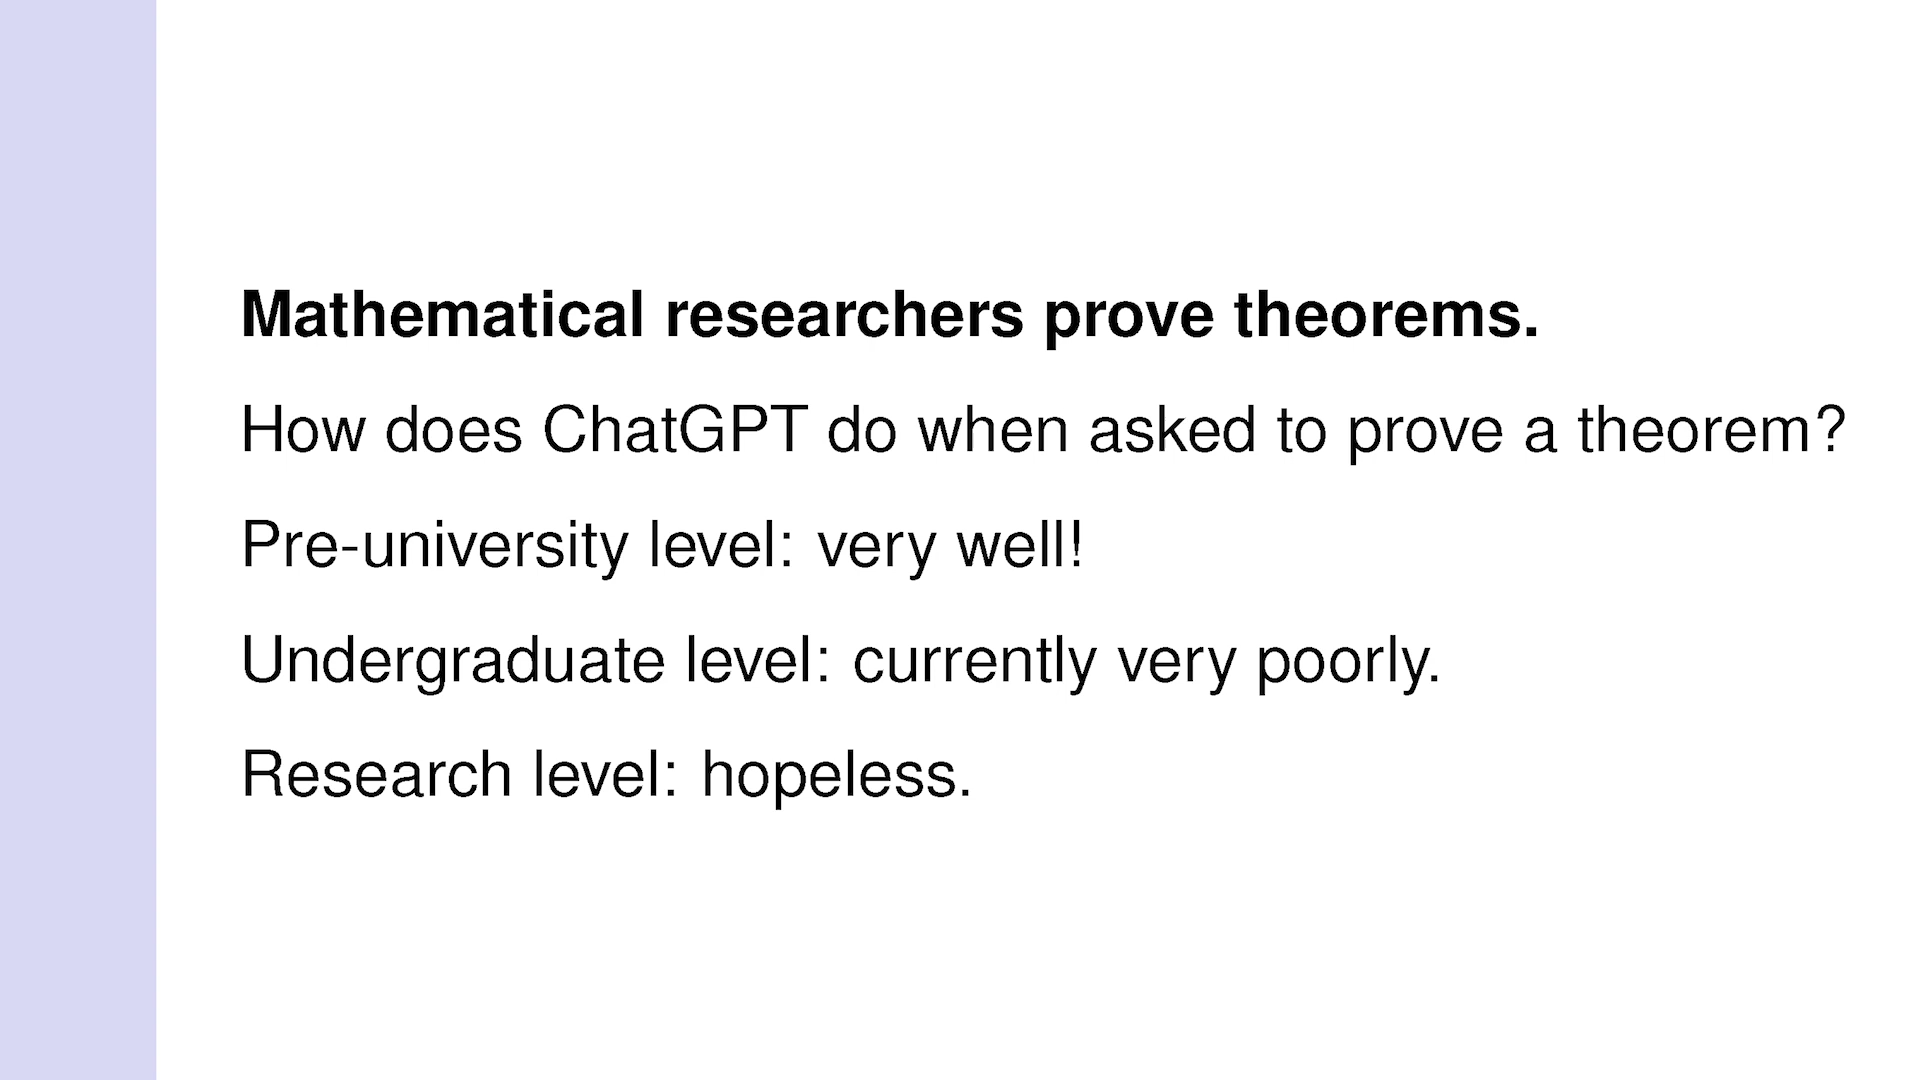 Mathematical researchers prove theorems.
How does ChatGPT do when asked to prove a theorem?
Pre-university level: very well!
Undergraduate level: currently very poorly.
Research level: hopeless.